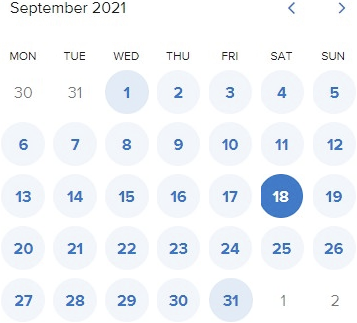 September 2021
MON TUE WED THU FRI SAT SUN
30 31 1 2 3 4 5
6 7 8 9 10 11 12
13 14 15 16 17 18 19
20 21 22 23 24 25 26
27 28 29 30 31 1 2